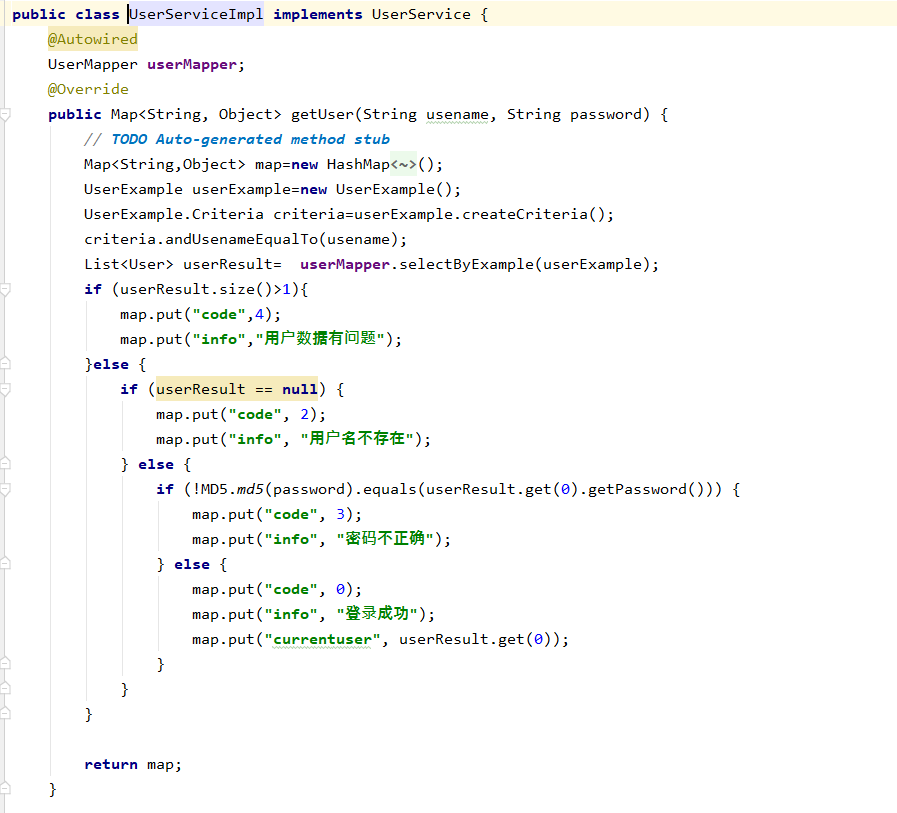 public class UserServiceImpl implements UserService {
@Autowired
UserMapper userMapper;
@Override
public Map<String, Object> getUser(String usename, String password) {
// TODO Auto-generated method stub
Map<String,Object> map=new HashMap<~>();
UserExample userExample=new UserExample();
UserExample.Criteria criteria=userExample.createCriteria();
criteria.andUsenameEqualTo(usename);
List<User> userResult=  userMapper.selectByExample(userExample);
if (userResult.size()>1){
map.put("code",4);
map.put("info","用户数据有问题");
}else {
if (userResult == null) {
map.put("code", 2);
map.put("info", "用户名不存在");
} else {
if (!MD5.md5(password).equals(userResult.get(0).getPassword())) {
map.put("code", 3);
map.put("info", "密码不正确");
} else {
map.put("code", 0);
map.put("info", "登录成功");
map.put("currentuser", userResult.get(0));
}
}
}
return map;
}